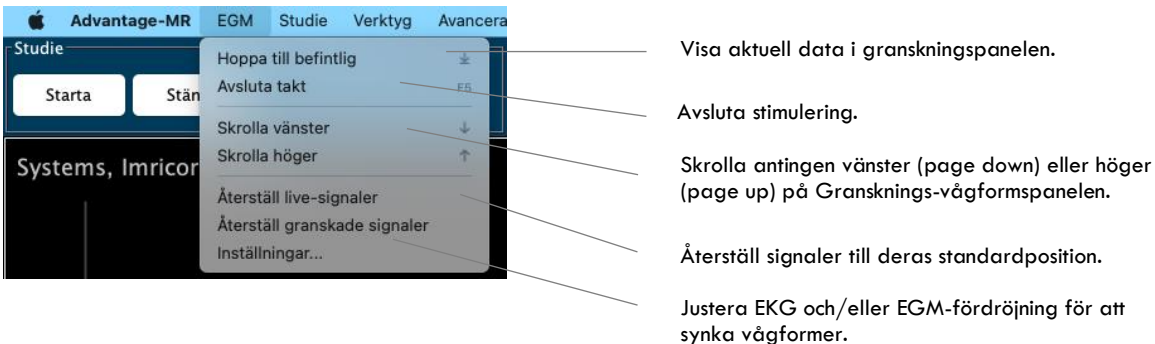 Advantage-MR EGM Studie Verktyg Avancera
Studie
Starta Stän
Systems, Imricor
Hoppa till befintlig
Avsluta takt F5
Skrolla vänster ↓
Skrolla höger ↑
Återställ live-signaler
Återställ granskade signaler
Inställningar...
Visa aktuell data i granskningspanelen.
Avsluta stimulering.
Skrolla antingen vänster (page down) eller höger
(page up) på Gransknings-vågformspanelen.
Återställ signaler till deras standardposition.
Justera EKG och/eller EGM-fördröjning för att
synka vågformer.